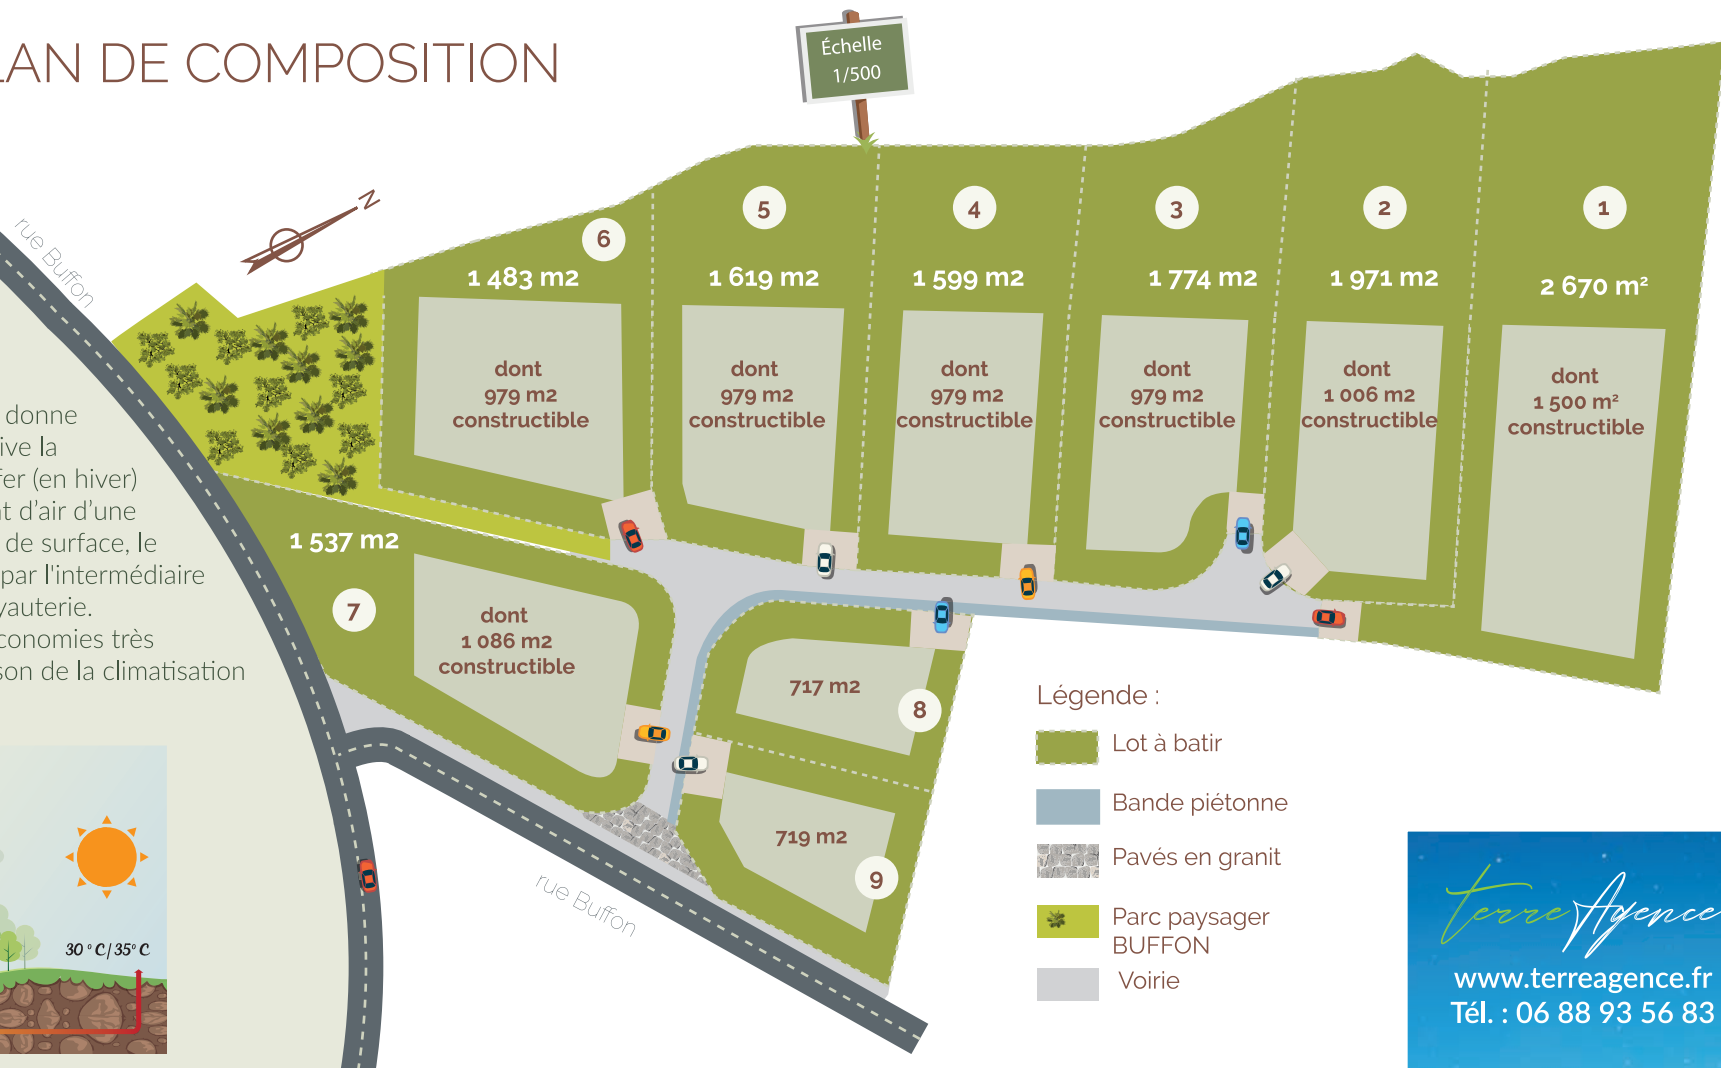 LAN DE COMPOSITION
Échelle
1/500
N
rue Buffon
6
1 483 m2
dont
979 m2
constructible
5
1 619 m2
dont
979 m2
constructible
4
1 599 m2
dont
979 m2
constructible
3
1 774 m2
dont
979 m2
constructible
2
1 971 m2
dont
1 006 m2
constructible
1
2 670 m²
dont
1 500 m²
constructible
donne
ive la
fer (en hiver)
t d'air d'une
de surface, le
par l'intermédiaire
yauterie.
conomies très
son de la climatisation
1 537 m2
7
dont
1 086 m2
constructible
717 m2
8
719 m2
9
rue Buffon
30 °C/35° C
Légende :
Lot à batir
Bande piétonne
Pavés en granit
Parc paysager
BUFFON
Voirie
Terre Agence
www.terreagence.fr
Tél. : 06 88 93 56 83